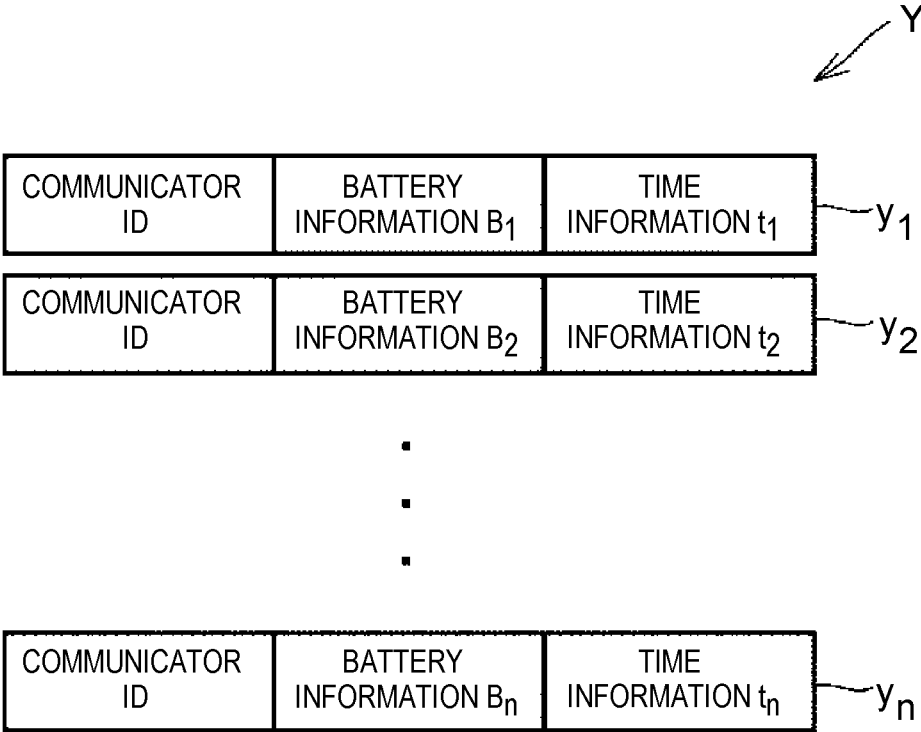 Y
COMMUNICATOR ID
BATTERY INFORMATION B1
TIME INFORMATION t1
y1
COMMUNICATOR ID
BATTERY INFORMATION B2
TIME INFORMATION t2
y2
COMMUNICATOR ID
BATTERY INFORMATION Bn
TIME INFORMATION tn
yn